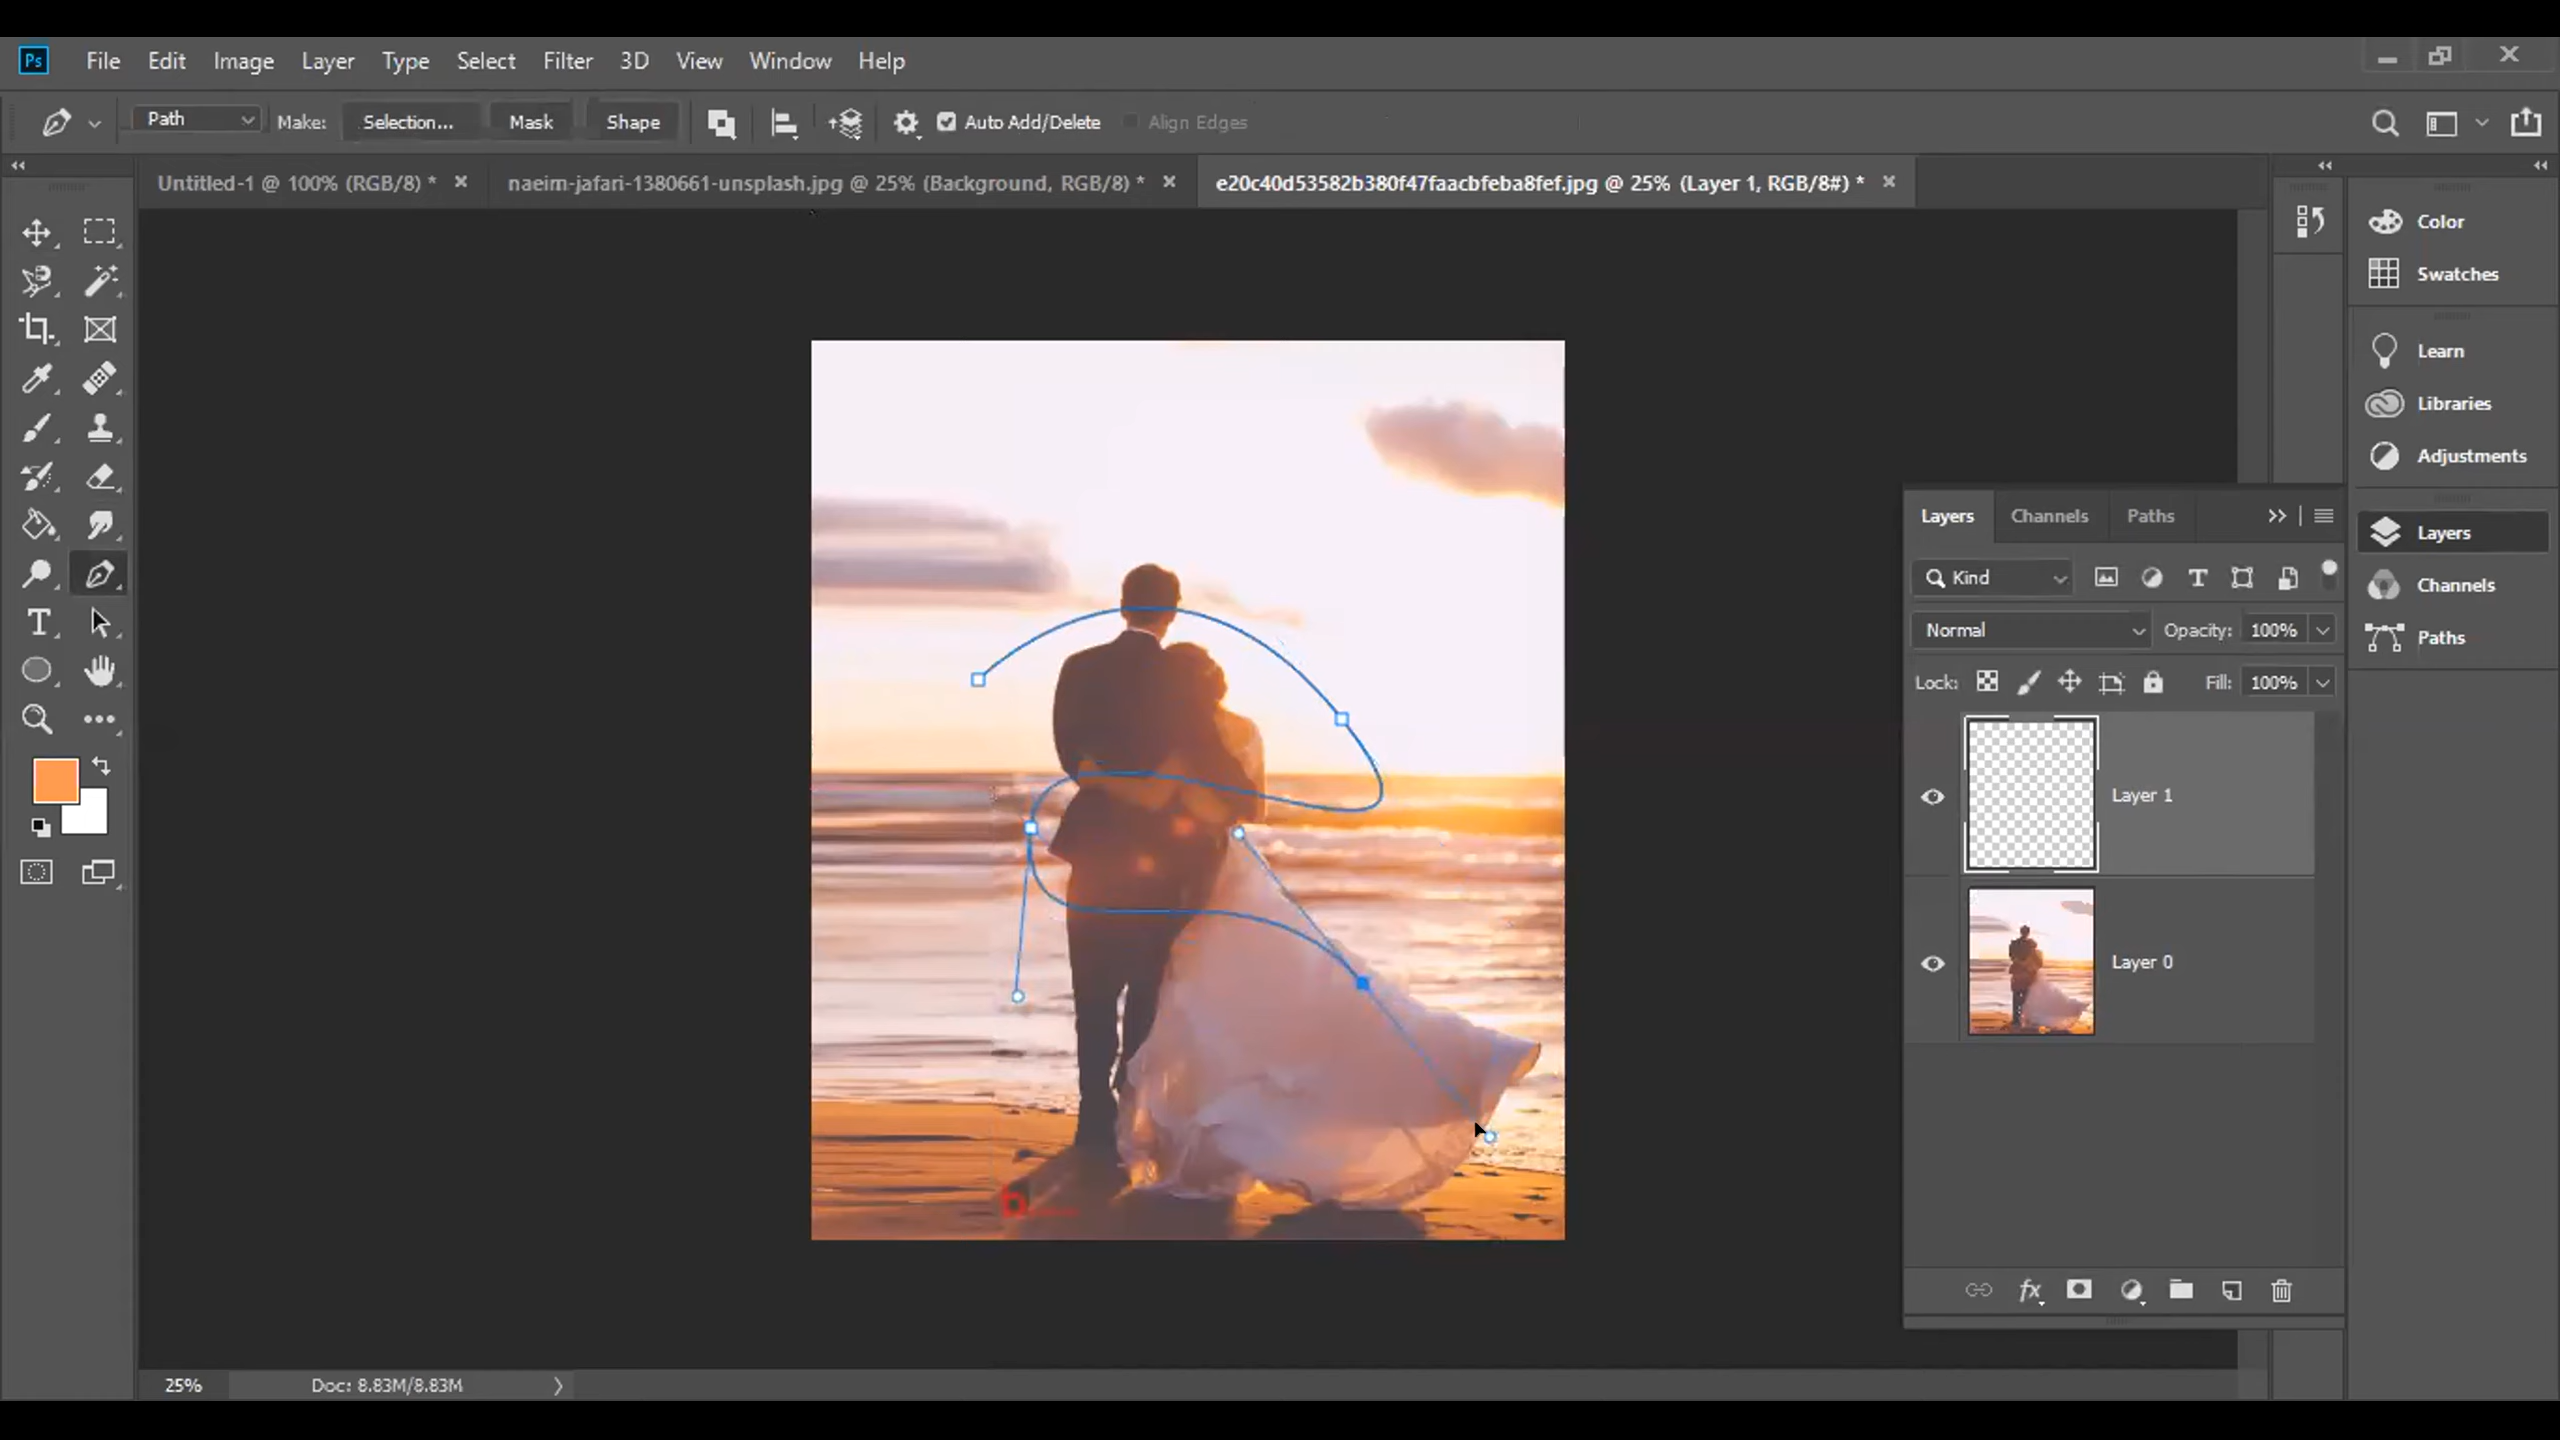 Ps File Edit Image Layer Type Select Filter 3D View Window Help
Path Make: Selection... Mask Shape Auto Add/Delete Align Edges
Untitled-1 @ 100% (RGB/8) * naeim-jafari-1380661-unsplash.jpg @ 25% (Background, RGB/8) * e20c40d53582b380f47faacbfeba8fef.jpg @ 25% (Layer 1, RGB/8#) *
Color
Swatches
Learn
Libraries
Adjustments
Layers
Channels
Paths
Layers Channels Paths
Kind
Normal Opacity: 100%
Lock: Fill: 100%
Layer 1
Layer 0
fx
25% Doc: 8.83M/8.83M